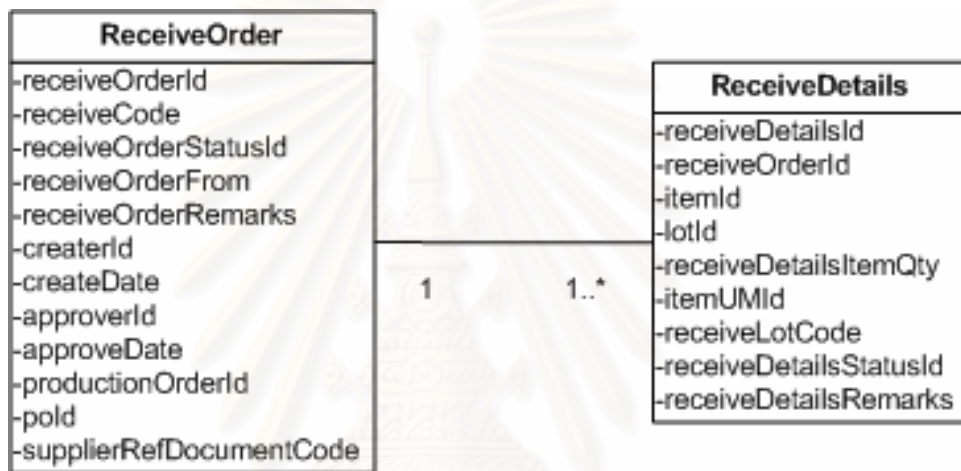 ReceiveOrder
-receiveOrderId
-receiveCode
-receiveOrderStatusId
-receiveOrderFrom
-receiveOrderRemarks
-createrId
-createDate
-approverId
-approveDate
-productionOrderId
-poId
-supplierRefDocumentCode
1
1..*
ReceiveDetails
-receiveDetailsId
-receiveOrderId
-itemId
-lotId
-receiveDetailsItemQty
-itemUMId
-receiveLotCode
-receiveDetailsStatusId
-receiveDetailsRemarks